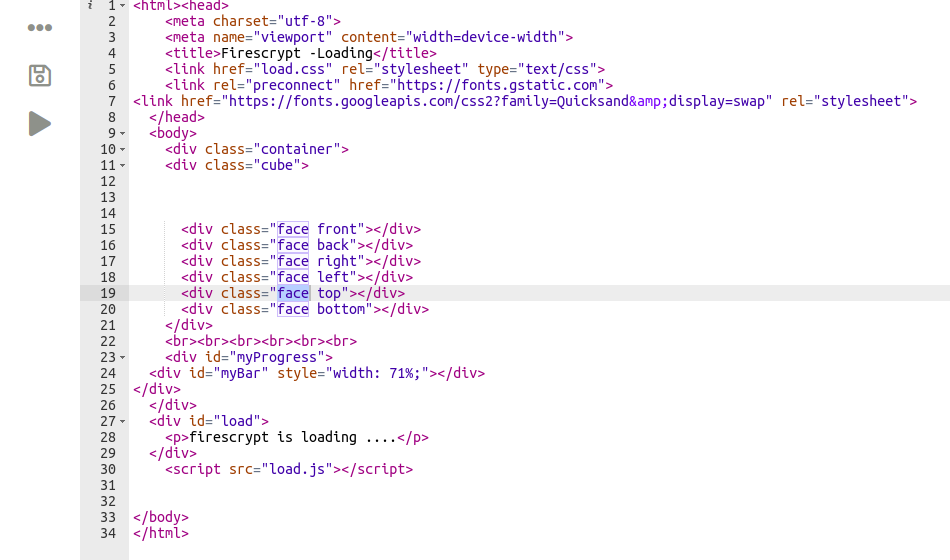 i 1 <html><head>
2 <meta charset="utf-8">
3 <meta name="viewport" content="width=device-width">
4 <title>Firescrypt -Loading</title>
5 <link href="load.css" rel="stylesheet" type="text/css">
6 <link rel="preconnect" href="https://fonts.gstatic.com">
7 <link href="https://fonts.googleapis.com/css2?family=Quicksand&amp;display=swap" rel="stylesheet">
8 </head>
9 <body>
10 <div class="container">
11 <div class="cube">
12
13
14
15 <div class="face front"></div>
16 <div class="face back"></div>
17 <div class="face right"></div>
18 <div class="face left"></div>
19 <div class="face top"></div>
20 <div class="face bottom"></div>
21 </div>
22 <br><br><br><br><br><br>
23 <div id="myProgress">
24 <div id="myBar" style="width: 71%;"></div>
25 </div>
26 </div>
27 <div id="load">
28 <p>firescrypt is loading ....</p>
29 </div>
30 <script src="load.js"></script>
31
32
33 </body>
34 </html>